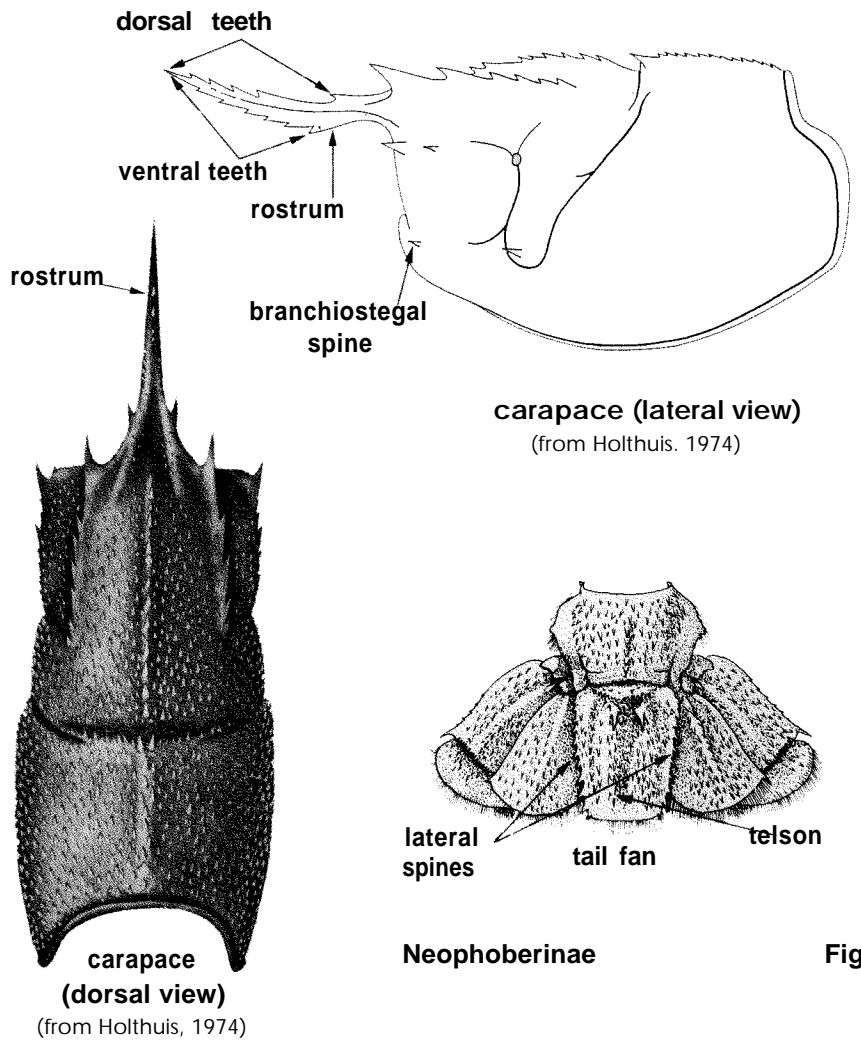 dorsal teeth
ventral teeth
rostrum
rostrum
branchiostegal
spine
carapace (lateral view)
(from Holthuis. 1974)
lateral
spines
tail fan
telson
carapace
(dorsal view)
(from Holthuis, 1974)
Neophoberinae
Fig